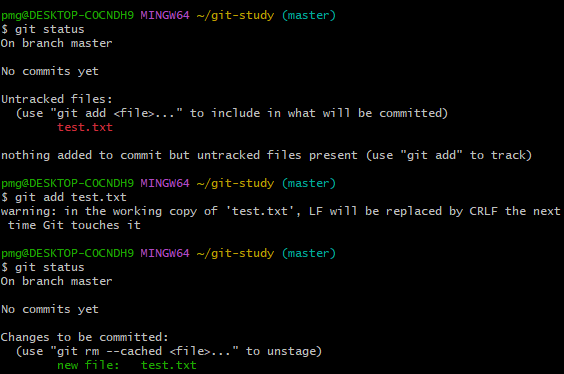 pmg@DESKTOP-COCNDH9 MINGW64 ~/git-study (master)
$ git status
On branch master
No commits yet
Untracked files:
(use "git add <file>..." to include in what will be committed)
test.txt
nothing added to commit but untracked files present (use "git add" to track)
pmg@DESKTOP-COCNDH9 MINGW64 ~/git-study (master)
$ git add test.txt
warning: in the working copy of 'test.txt', LF will be replaced by CRLF the next
time Git touches it
pmg@DESKTOP-COCNDH9 MINGW64 ~/git-study (master)
$ git status
On branch master
No commits yet
Changes to be committed:
(use "git rm --cached <file>..." to unstage)
new file:   test.txt